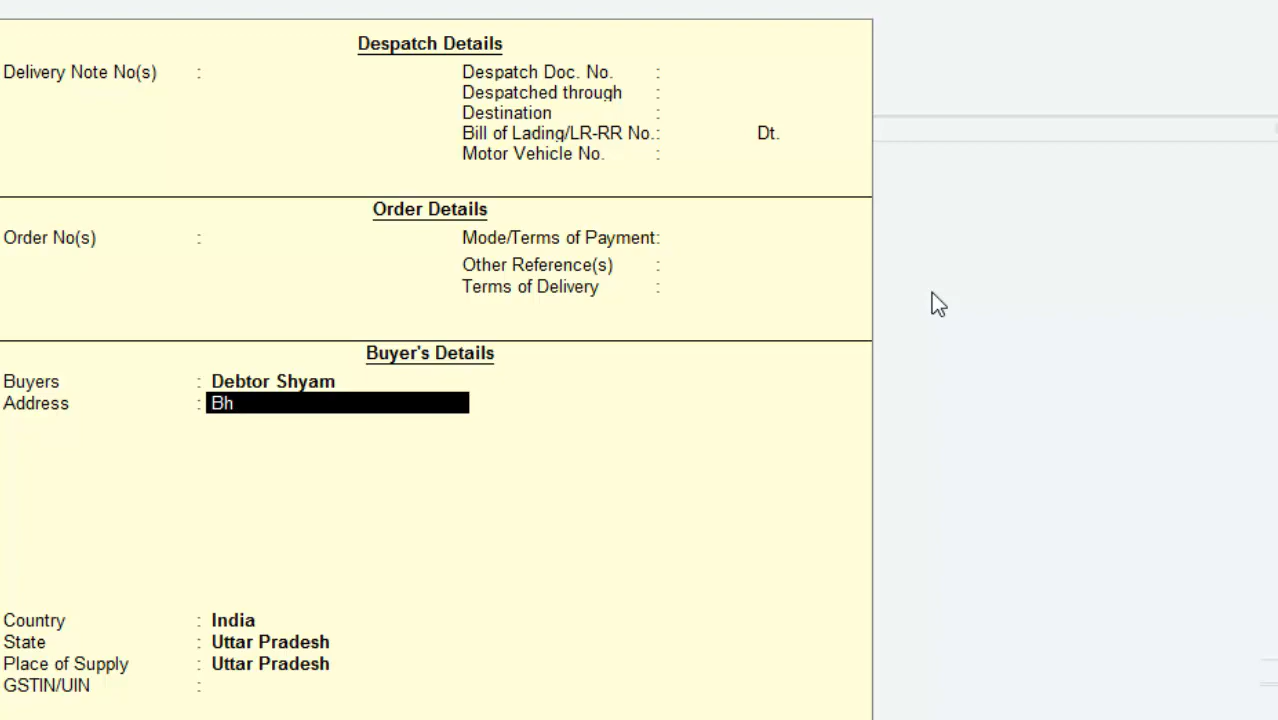 Despatch Details
Delivery Note No(s) :
Despatch Doc. No. :
Despatched through :
Destination :
Bill of Lading/LR-RR No.: Dt.
Motor Vehicle No. :
Order Details
Order No(s) :
Mode/Terms of Payment:
Other Reference(s) :
Terms of Delivery :
Buyer's Details
Buyers : Debtor Shyam
Address : Bh
Country : India
State : Uttar Pradesh
Place of Supply : Uttar Pradesh
GSTIN/UIN :